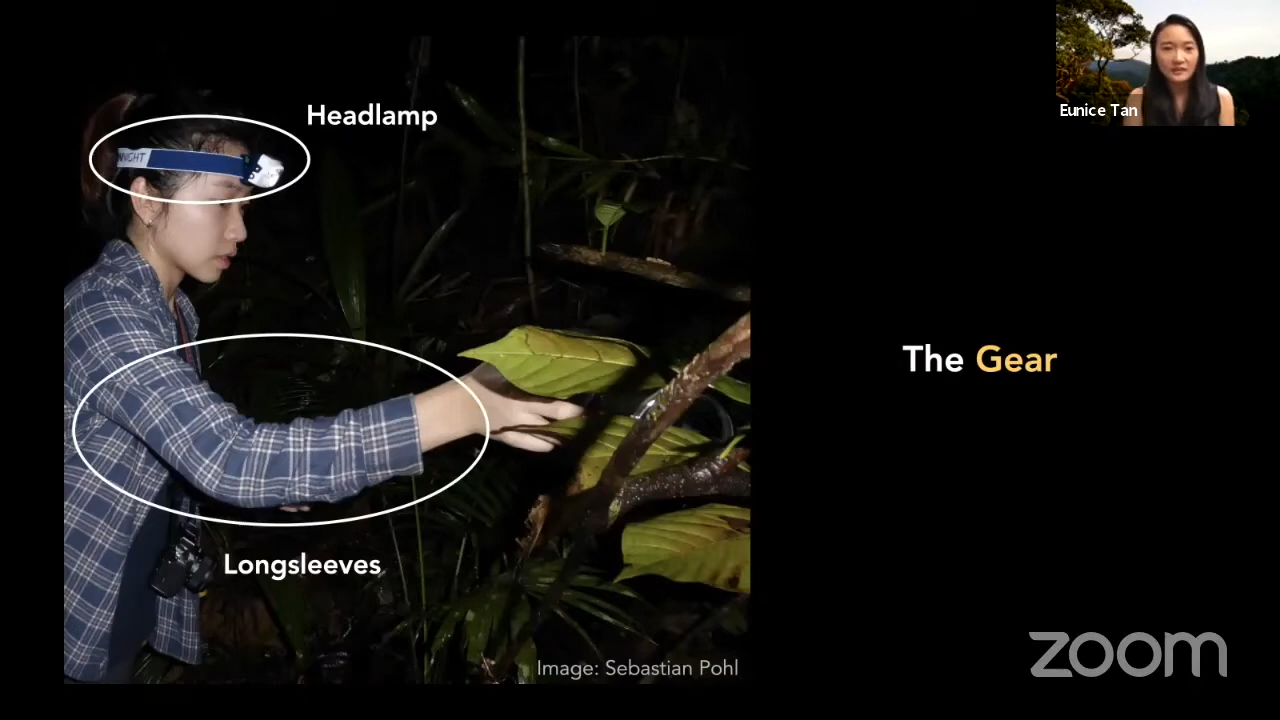 Headlamp
Eunice Tan
The Gear
Longsleeves
Image: Sebastian Pohl
zoom